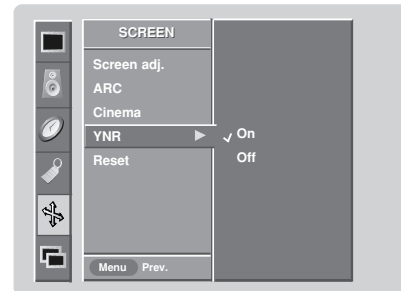 SCREEN
Screen adj.
ARC
Cinema
YNR
On
Off
Reset
Menu Prev.